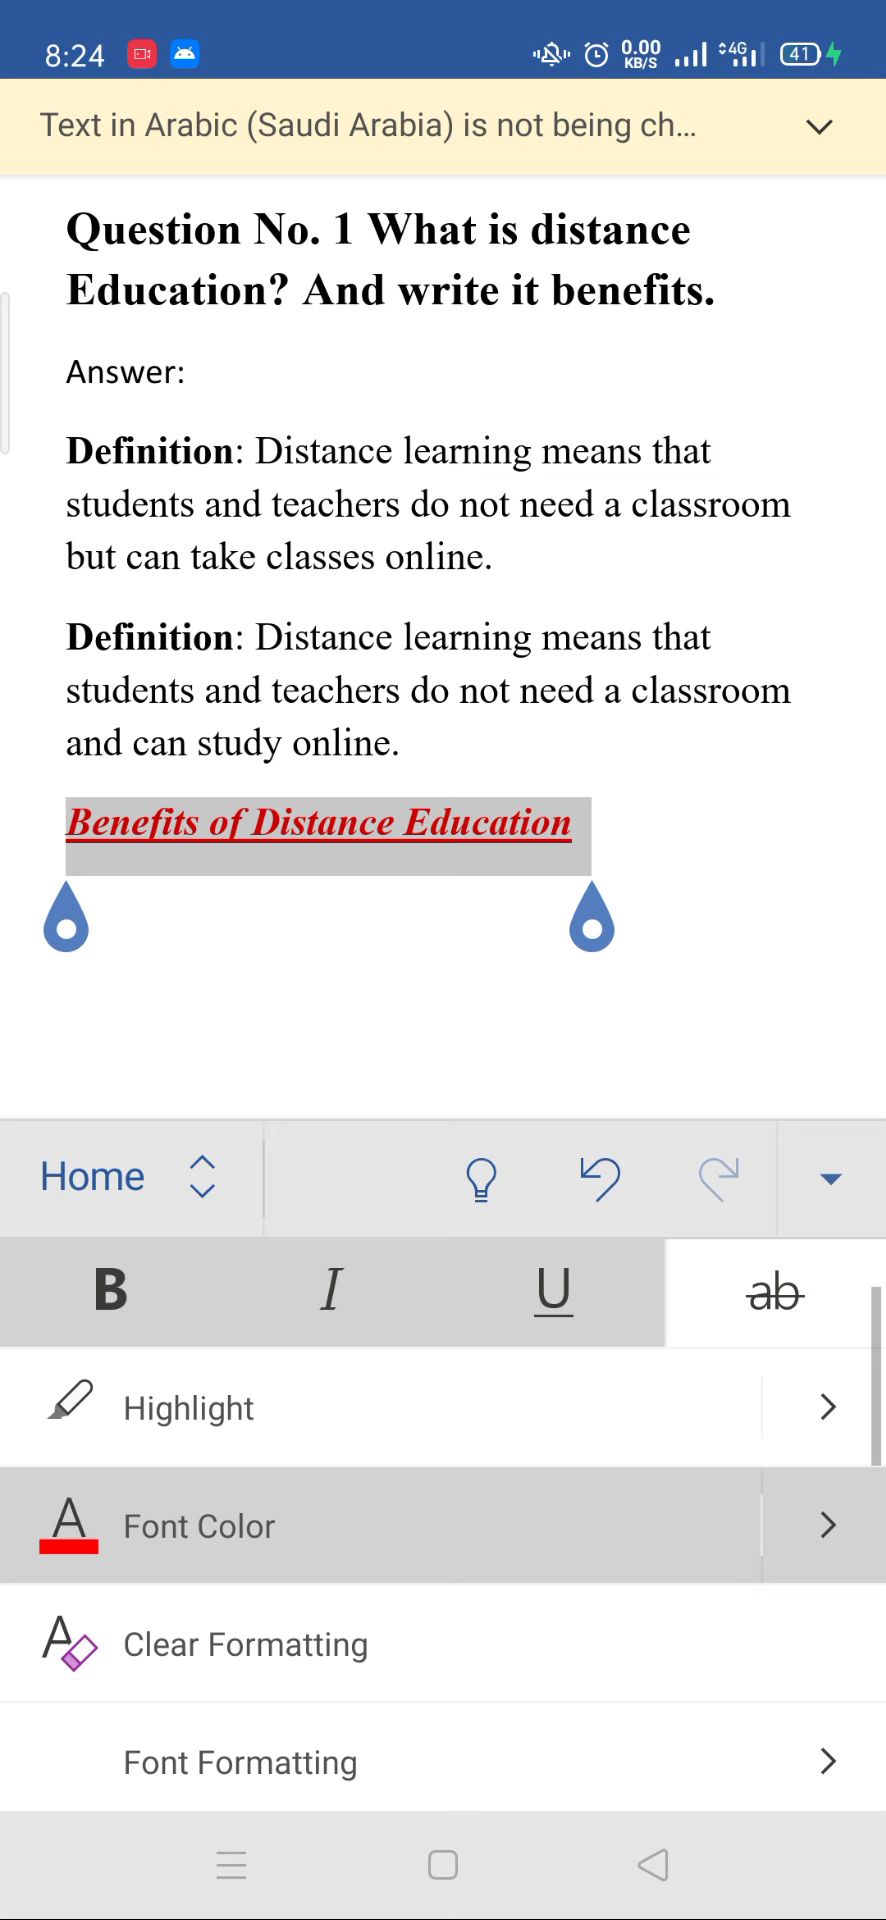 8:24
0.00 KB/S 4G 41
Text in Arabic (Saudi Arabia) is not being ch...
Question No. 1 What is distance
Education? And write it benefits.
Answer:
Definition: Distance learning means that
students and teachers do not need a classroom
but can take classes online.
Definition: Distance learning means that
students and teachers do not need a classroom
and can study online.
Benefits of Distance Education
Home
B I U ab
Highlight
A Font Color
A Clear Formatting
Font Formatting